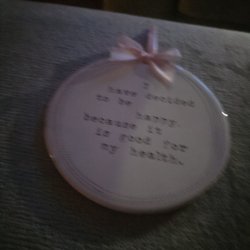 I
have decided
to be
happy.
because it
is good for
my health.